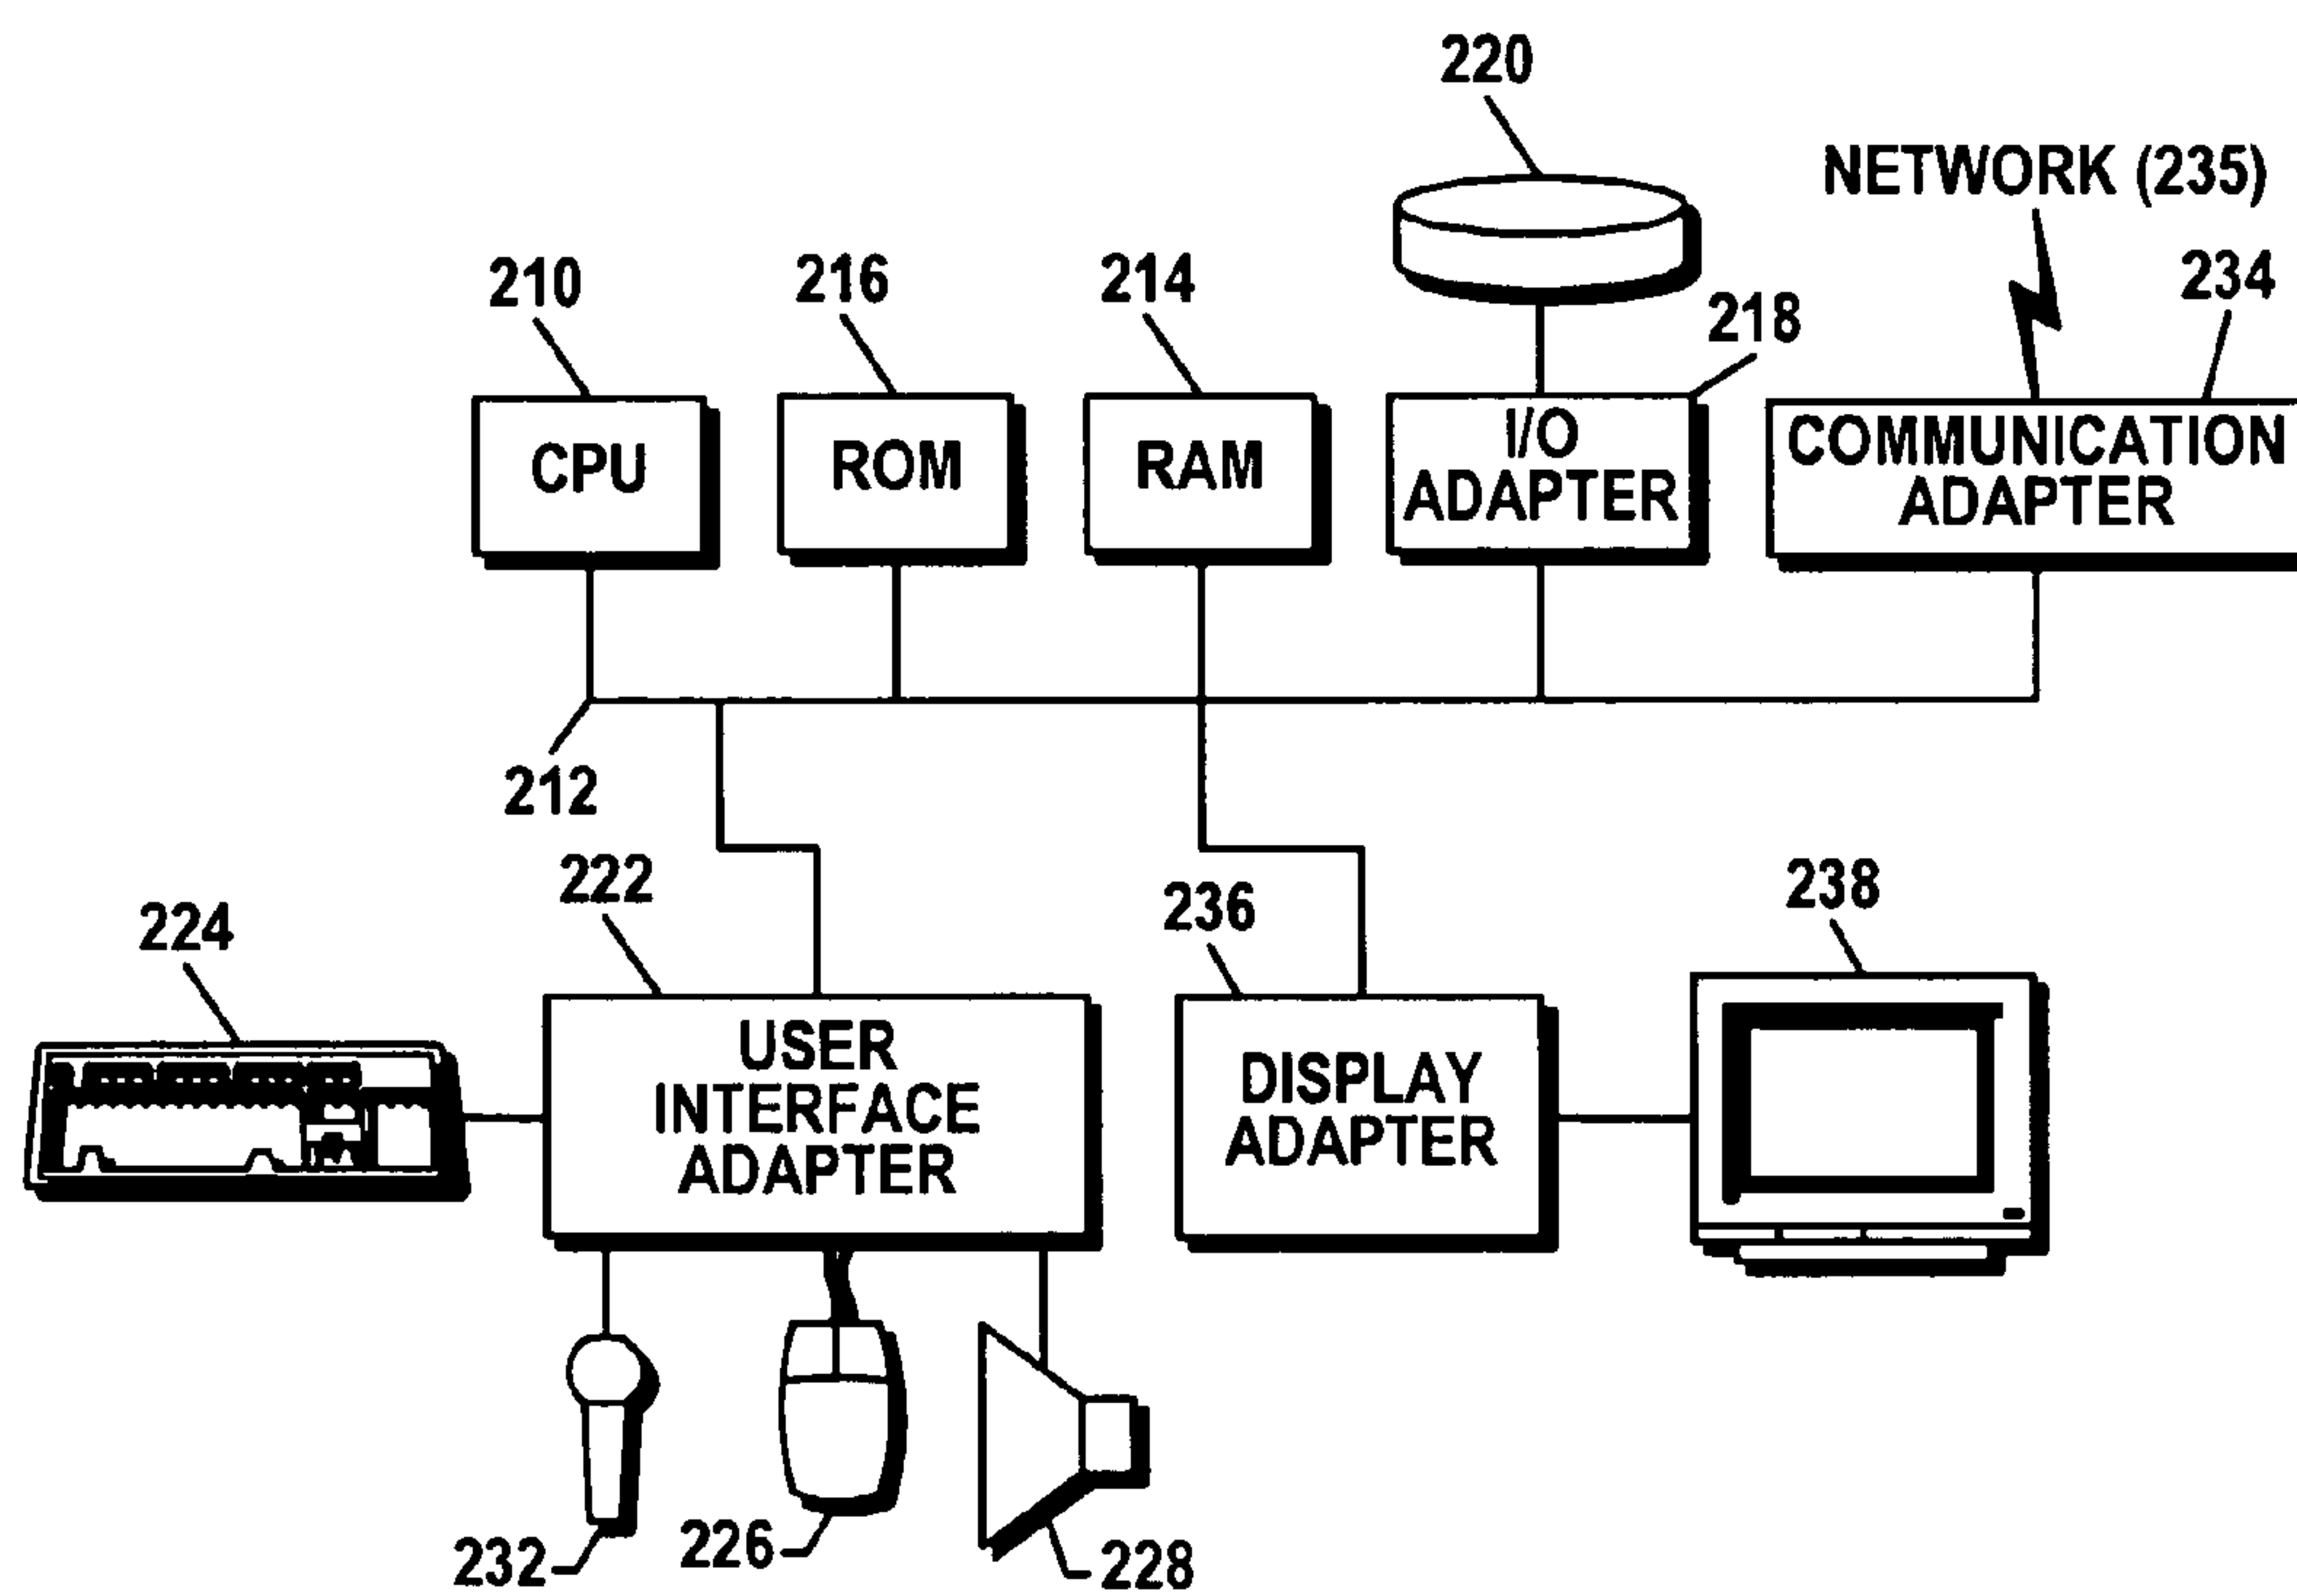 220
NETWORK (235)
210
216
214
218
234
CPU
ROM
RAM
I/O
ADAPTER
COMMUNICATION
ADAPTER
212
222
224
236
238
USER
INTERFACE
ADAPTER
DISPLAY
ADAPTER
232
226
228